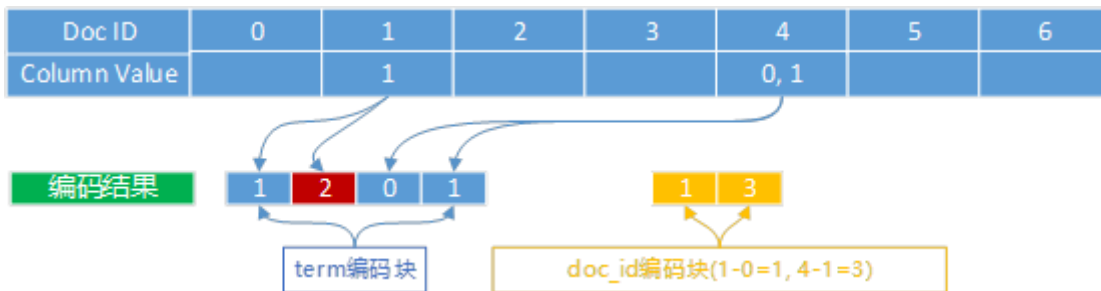 Doc ID 0 1 2 3 4 5 6
Column Value 1 0, 1
编码结果 1 2 0 1 1 3
term编码块 doc_id编码块(1-0=1, 4-1=3)